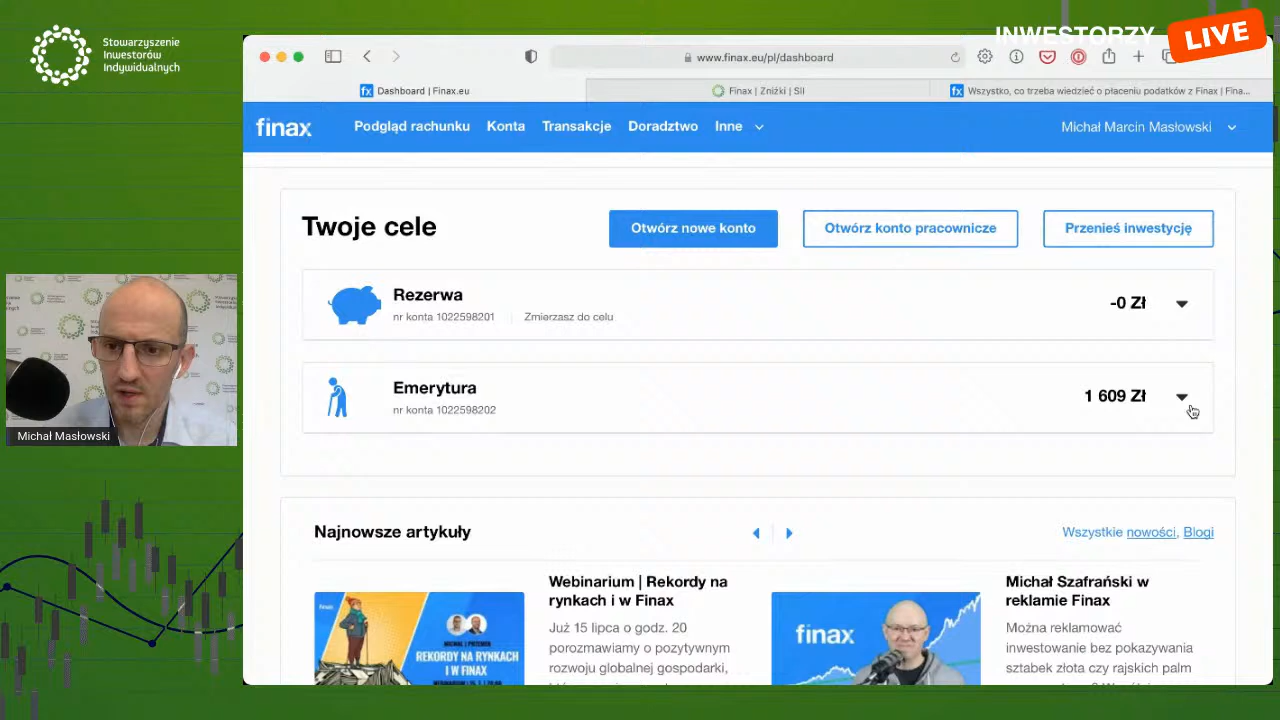 Stowarzyszenie
Inwestorów
Indywidualnych
INWESTORZY LIVE
www.finax.eu/pl/dashboard
fx Dashboard | Finax.eu
Finax | Zniżki | SII
fx Wszystko, co trzeba wiedzieć o płaceniu podatków z Finax | Fina...
finax
Podgląd rachunku Konta Transakcje Doradztwo Inne
Michał Marcin Masłowski
Twoje cele
Otwórz nowe konto
Otwórz konto pracownicze
Przenieś inwestycję
Rezerwa
nr konta 1022598201 Zmierzasz do celu
-0 Zł
Emerytura
nr konta 1022598202
1 609 Zł
Michał Masłowski
Najnowsze artykuły
Wszystkie nowości, Blogi
finax
REKORDY NA RYNKACH
I W FINAX
Webinarium | Rekordy na
rynkach i w Finax
Już 15 lipca o godz. 20
porozmawiamy o pozytywnym
rozwoju globalnej gospodarki,
finax
Michał Szafrański w
reklamie Finax
Można reklamować
inwestowanie bez pokazywania
sztabek złota czy rajskich palm